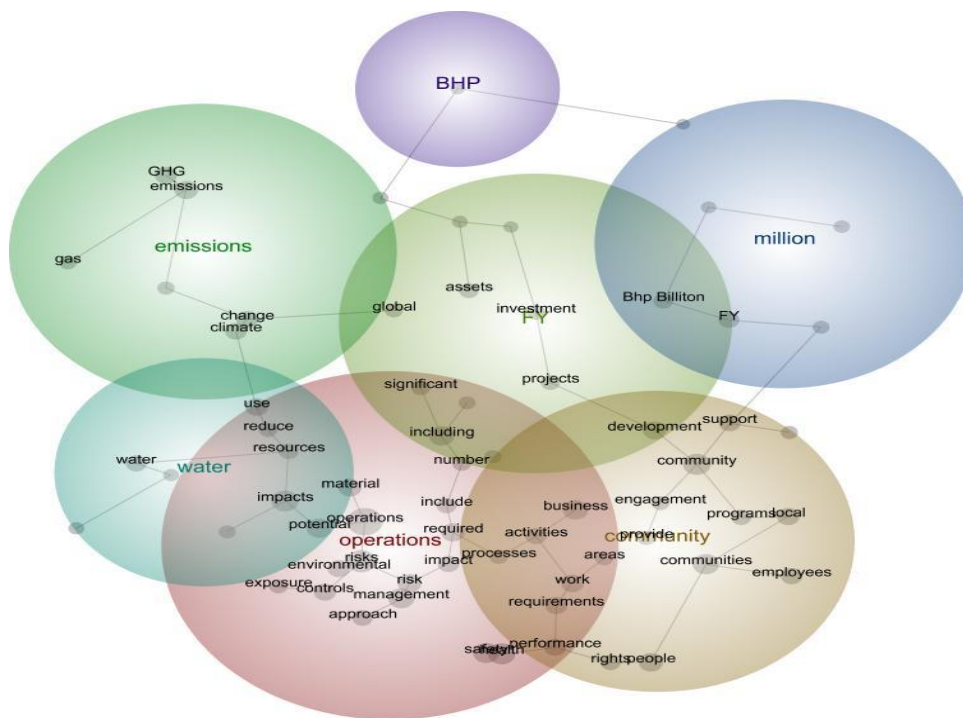 BHP
GHG
emissions
emissions
gas
million
assets
global
investment
Bhp Billiton
FY
FY
change
climate
projects
significant
use
reduce
including
development
support
resources
number
community
water
water
material
impacts
include
business
engagement
programs
local
potential
operations
required
activities
provide
operations
community
processes
areas
risks
impact
communities
environmental
employees
exposure
controls
risk
work
management
requirements
approach
performance
safety
health
rights
people